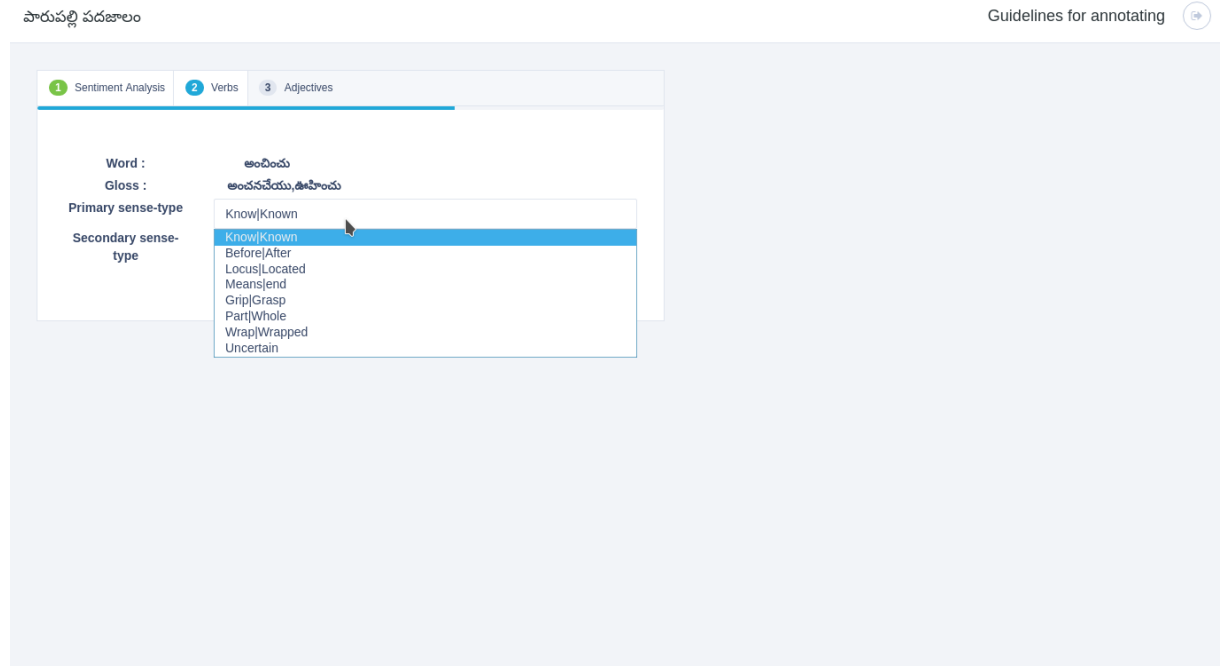 పారుపల్లి పదజాలం
Guidelines for annotating
1 Sentiment Analysis 2 Verbs 3 Adjectives
Word : అంచించు
Gloss : అంచనచేయు,ఊహించు
Primary sense-type Know|Known
Secondary sense-
type
Know|Known
Before|After
Locus|Located
Means|end
Grip|Grasp
Part|Whole
Wrap|Wrapped
Uncertain